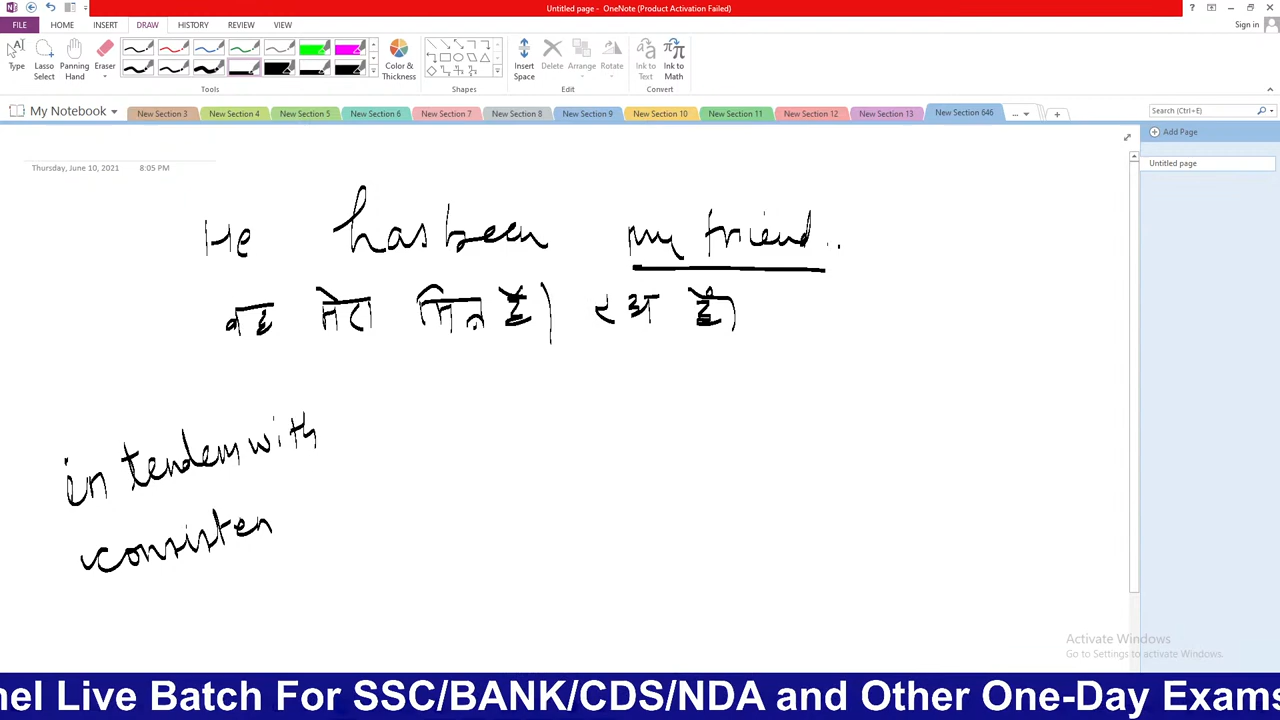 Untitled page - OneNote (Product Activation Failed)
FILE HOME INSERT DRAW HISTORY REVIEW VIEW
Sign in
Type Lasso Select Panning Hand Eraser Color & Thickness Insert Space Delete Arrange Rotate Ink to Text Ink to Math
Tools Shapes Edit Convert
My Notebook New Section 3 New Section 4 New Section 5 New Section 6 New Section 7 New Section 8 New Section 9 New Section 10 New Section 11 New Section 12 New Section 13 New Section 646 ... Search (Ctrl+E)
Add Page
Untitled page
Thursday, June 10, 2021 8:05 PM
He has been my friend..
वह मेरा मित्र है।
in tendem with
consisten
Activate Windows
Go to Settings to activate Windows.
nel Live Batch For SSC/BANK/CDS/NDA and Other One-Day Exams